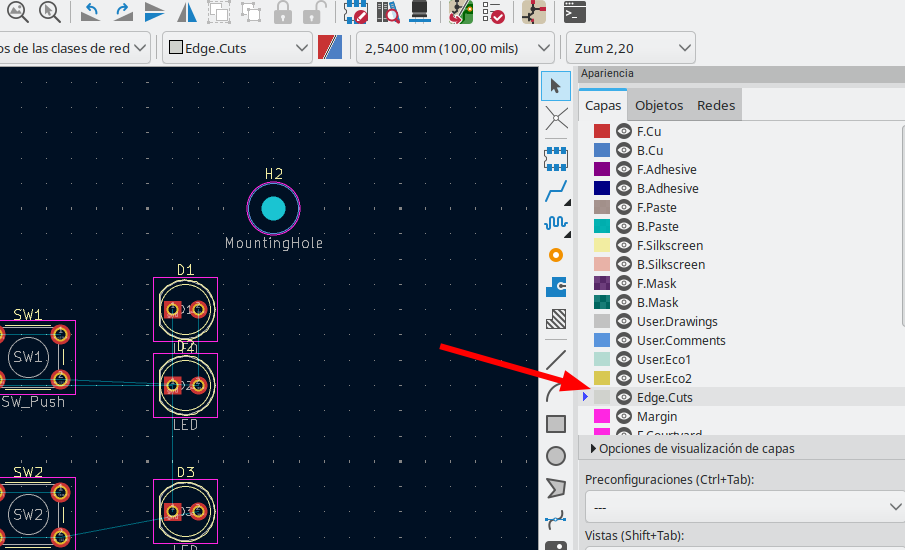 os de las clases de red
Edge.Cuts
2,5400 mm (100,00 mils)
Zum 2,20
Apariencia
Capas
Objetos
Redes
F.Cu
B.Cu
F.Adhesive
B.Adhesive
F.Paste
B.Paste
F.Silkscreen
B.Silkscreen
F.Mask
B.Mask
User.Drawings
User.Comments
User.Eco1
User.Eco2
Edge.Cuts
Margin
F.Courtyard
Opciones de visualización de capas
Preconfiguraciones (Ctrl+Tab):
---
Vistas (Shift+Tab):
H2
MountingHole
D1
D1
SW1
SW1
SW_Push
D2
D2
LED
SW2
SW2
D3
D3
LED